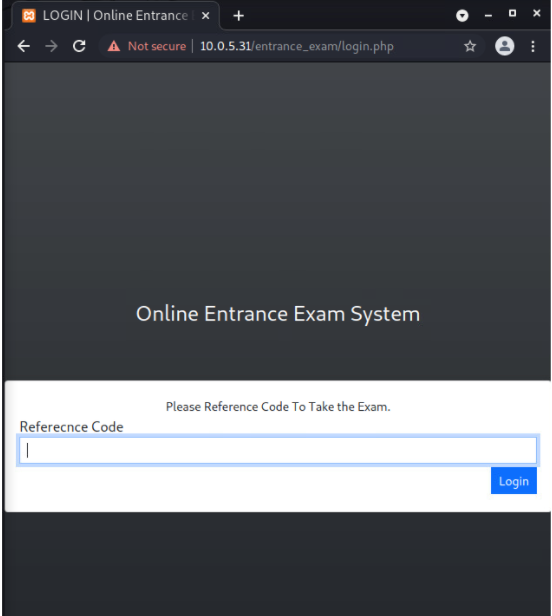 LOGIN | Online Entrance
Not secure | 10.0.5.31/entrance_exam/login.php
Online Entrance Exam System
Please Reference Code To Take the Exam.
Referecnce Code
Login